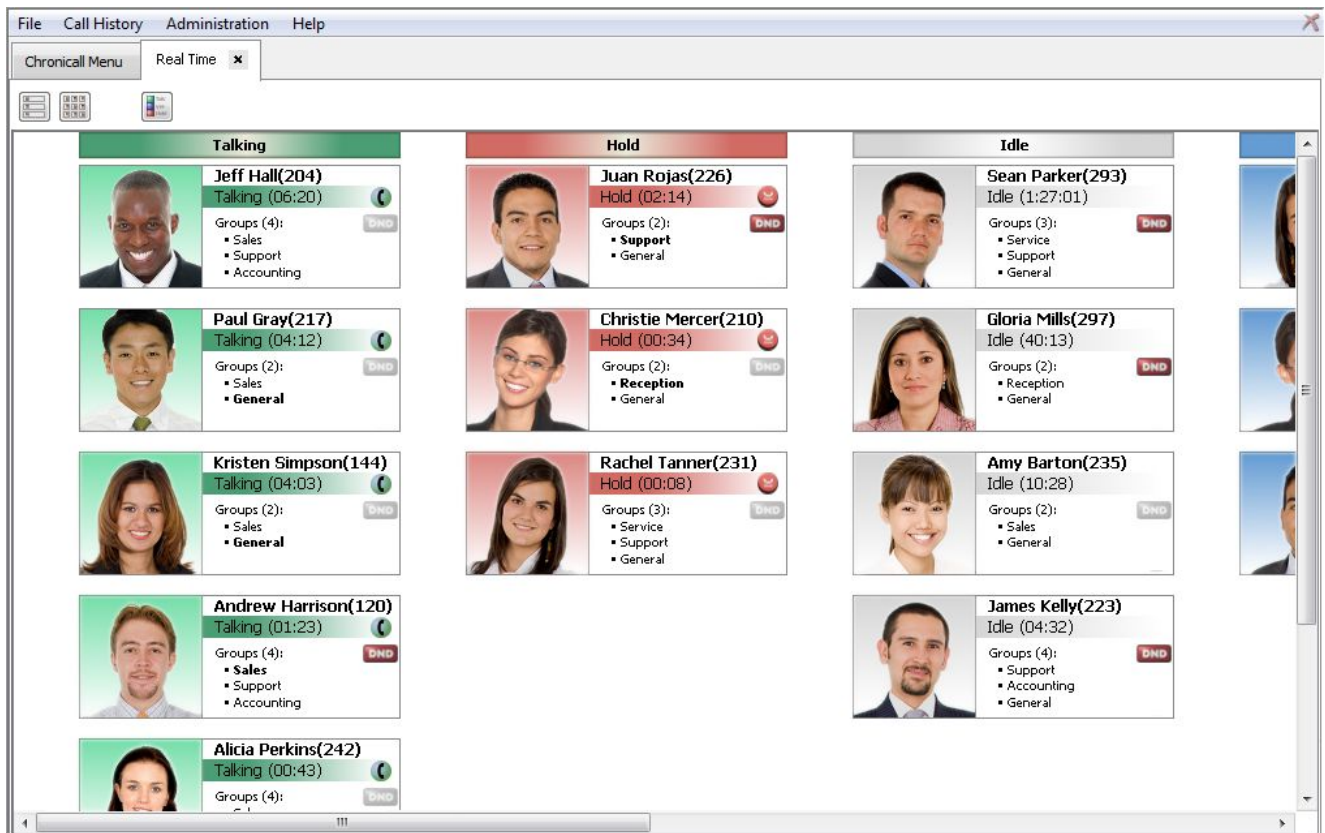 File Call History Administration Help
Chronicall Menu Real Time
Talking
Jeff Hall(204)
Talking (06:20)
Groups (4):
DND
▪ Sales
▪ Support
▪ Accounting
Paul Gray(217)
Talking (04:12)
Groups (2):
DND
▪ Sales
▪ General
Kristen Simpson(144)
Talking (04:03)
Groups (2):
DND
▪ Sales
▪ General
Andrew Harrison(120)
Talking (01:23)
Groups (4):
DND
▪ Sales
▪ Support
▪ Accounting
Alicia Perkins(242)
Talking (00:43)
Groups (4):
DND
Hold
Juan Rojas(226)
Hold (02:14)
Groups (2):
DND
▪ Support
▪ General
Christie Mercer(210)
Hold (00:34)
Groups (2):
DND
▪ Reception
▪ General
Rachel Tanner(231)
Hold (00:08)
Groups (3):
DND
▪ Service
▪ Support
▪ General
Idle
Sean Parker(293)
Idle (1:27:01)
Groups (3):
DND
▪ Service
▪ Support
▪ General
Gloria Mills(297)
Idle (40:13)
Groups (2):
DND
▪ Reception
▪ General
Amy Barton(235)
Idle (10:28)
Groups (2):
DND
▪ Sales
▪ General
James Kelly(223)
Idle (04:32)
Groups (4):
DND
▪ Support
▪ Accounting
▪ General